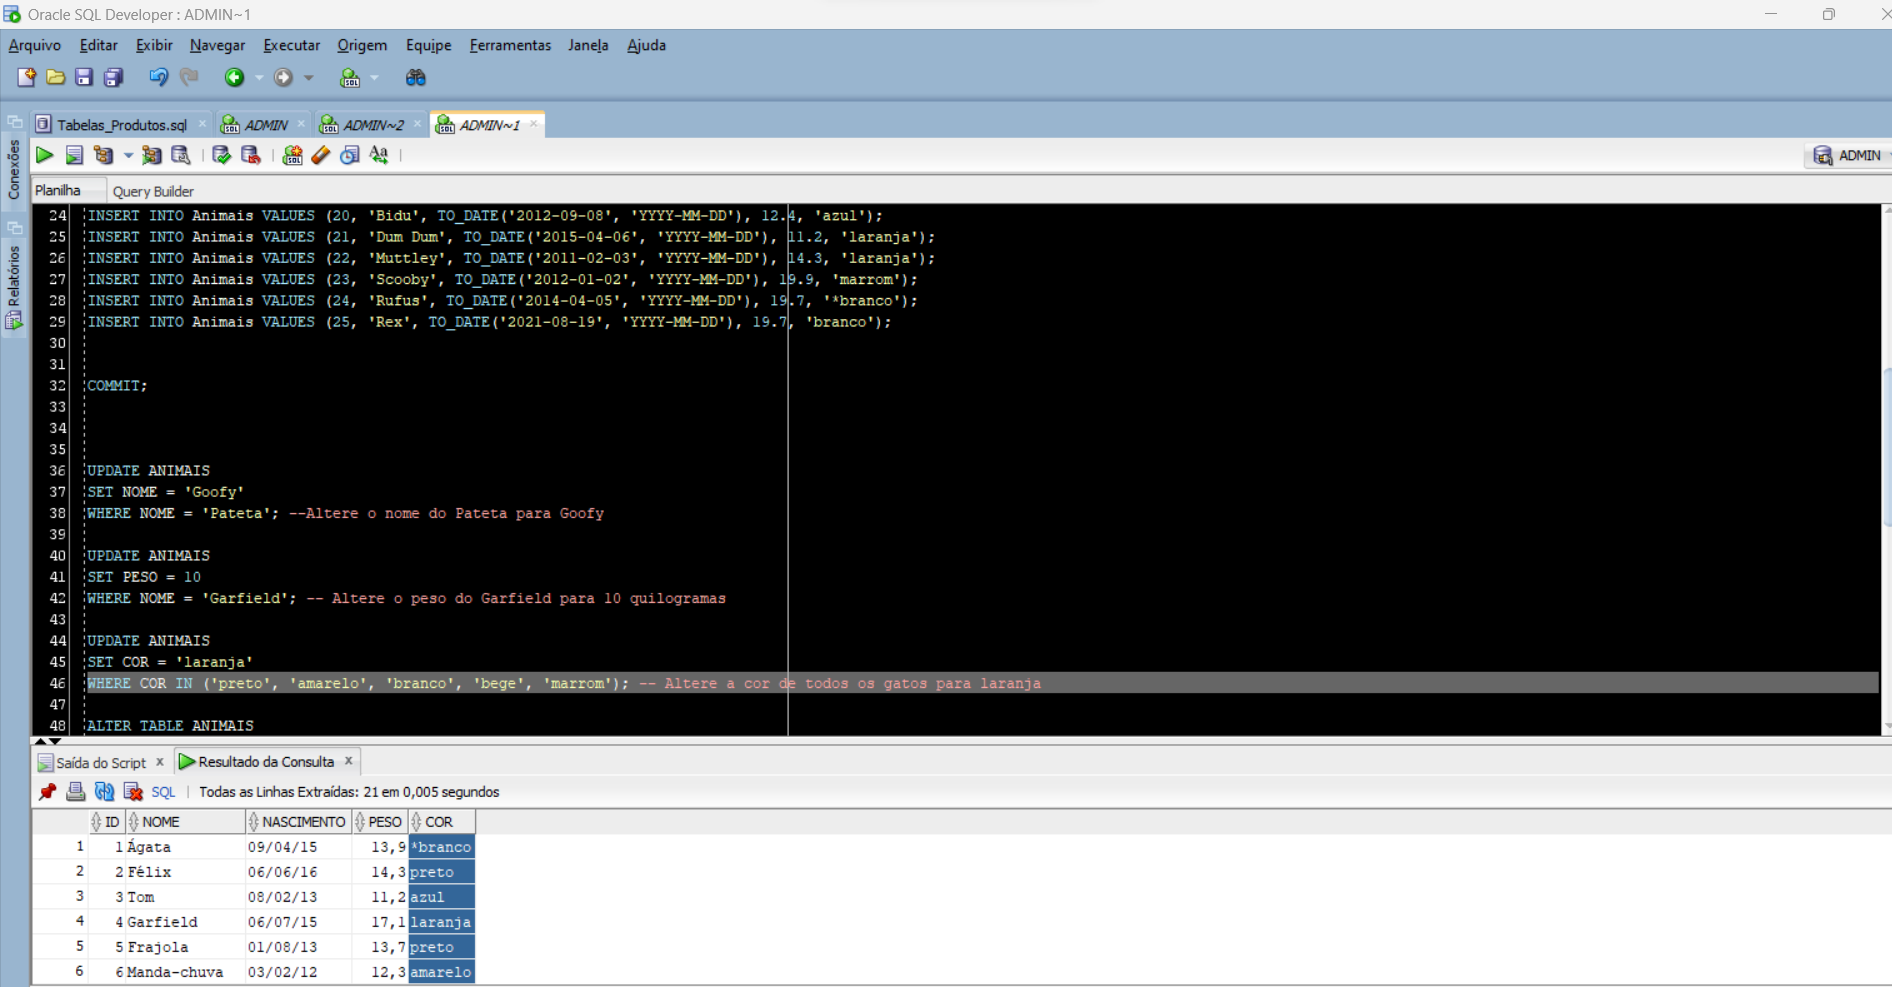 Oracle SQL Developer : ADMIN~1
Arquivo Editar Exibir Navegar Executar Origem Equipe Ferramentas Janela Ajuda
Tabelas_Produtos.sql ADMIN ADMIN~2 ADMIN~1
Conexões
Relatórios
ADMIN
Planilha Query Builder
24 INSERT INTO Animais VALUES (20, 'Bidu', TO_DATE('2012-09-08', 'YYYY-MM-DD'), 12.4, 'azul');
25 INSERT INTO Animais VALUES (21, 'Dum Dum', TO_DATE('2015-04-06', 'YYYY-MM-DD'), 11.2, 'laranja');
26 INSERT INTO Animais VALUES (22, 'Muttley', TO_DATE('2011-02-03', 'YYYY-MM-DD'), 14.3, 'laranja');
27 INSERT INTO Animais VALUES (23, 'Scooby', TO_DATE('2012-01-02', 'YYYY-MM-DD'), 19.9, 'marrom');
28 INSERT INTO Animais VALUES (24, 'Rufus', TO_DATE('2014-04-05', 'YYYY-MM-DD'), 19.7, '*branco');
29 INSERT INTO Animais VALUES (25, 'Rex', TO_DATE('2021-08-19', 'YYYY-MM-DD'), 19.7, 'branco');
30
31
32 COMMIT;
33
34
35
36 UPDATE ANIMAIS
37 SET NOME = 'Goofy'
38 WHERE NOME = 'Pateta'; --Altere o nome do Pateta para Goofy
39
40 UPDATE ANIMAIS
41 SET PESO = 10
42 WHERE NOME = 'Garfield'; -- Altere o peso do Garfield para 10 quilogramas
43
44 UPDATE ANIMAIS
45 SET COR = 'laranja'
46 WHERE COR IN ('preto', 'amarelo', 'branco', 'bege', 'marrom'); -- Altere a cor de todos os gatos para laranja
47
48 ALTER TABLE ANIMAIS
Saída do Script x Resultado da Consulta x
SQL | Todas as Linhas Extraídas: 21 em 0,005 segundos
ID NOME NASCIMENTO PESO COR
1 1 Ágata 09/04/15 13,9 *branco
2 2 Félix 06/06/16 14,3 preto
3 3 Tom 08/02/13 11,2 azul
4 4 Garfield 06/07/15 17,1 laranja
5 5 Frajola 01/08/13 13,7 preto
6 6 Manda-chuva 03/02/12 12,3 amarelo